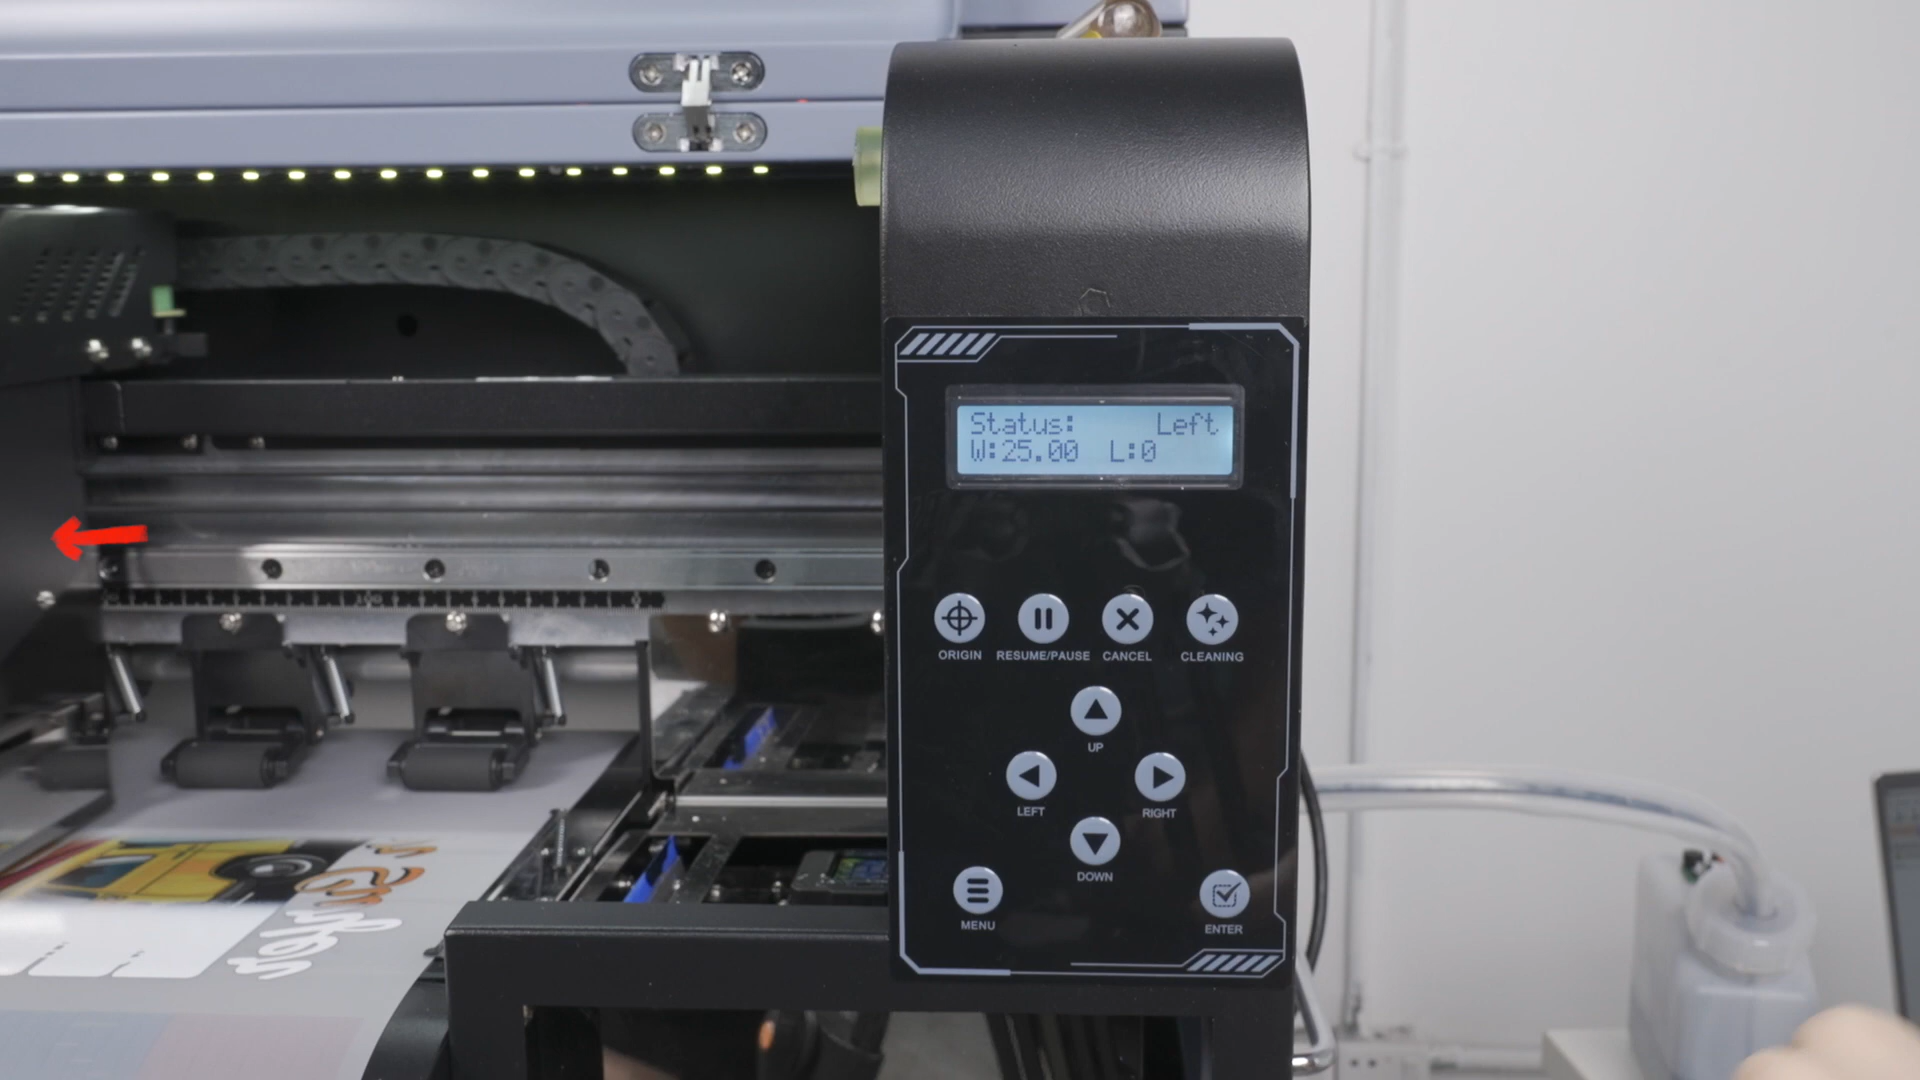 Status: Left
W:25.00 L:0
ORIGIN RESUME/PAUSE CANCEL CLEANING
UP
LEFT RIGHT
DOWN
MENU ENTER